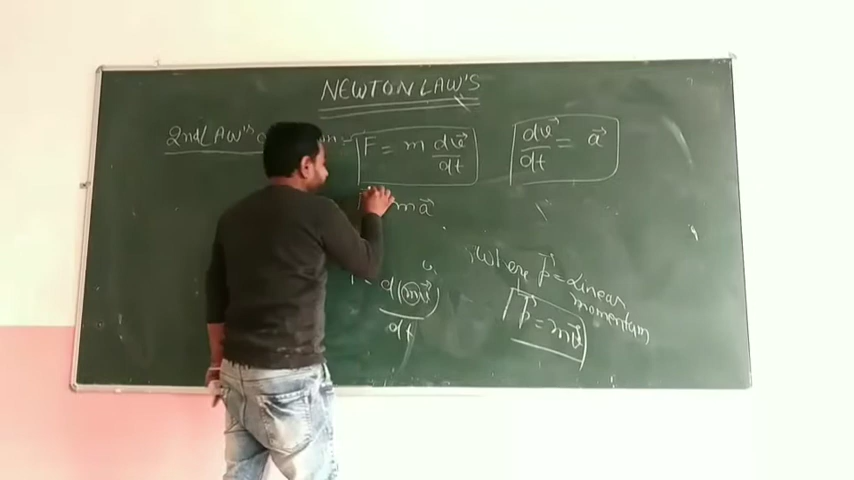 NEWTON LAW'S
2nd LAW'S
F = m dv⃗/dt
dv⃗/dt = a⃗
ma⃗
= d(mv⃗)/dt
where p⃗ = Linear
momentum
p⃗ = mv⃗